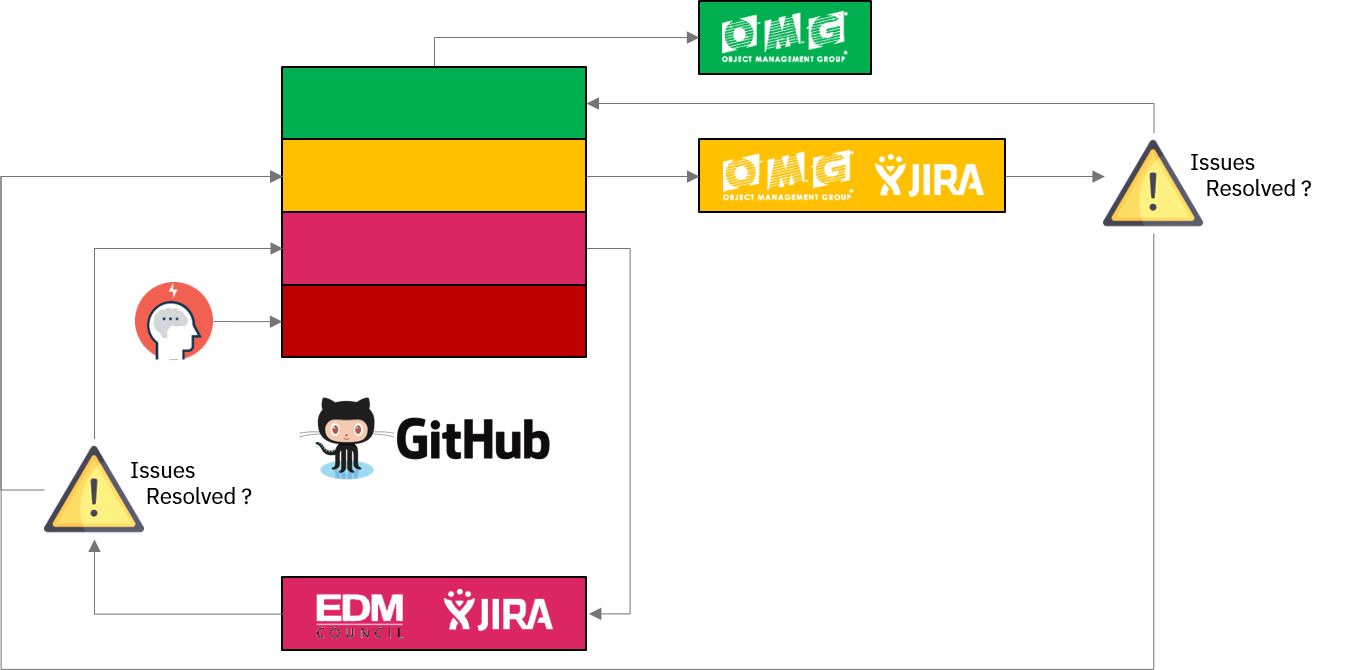 OMG
OBJECT MANAGEMENT GROUP®
OMG
OBJECT MANAGEMENT GROUP®
JIRA
Issues
Resolved ?
GitHub
Issues
Resolved ?
EDM
COUNCIL
JIRA